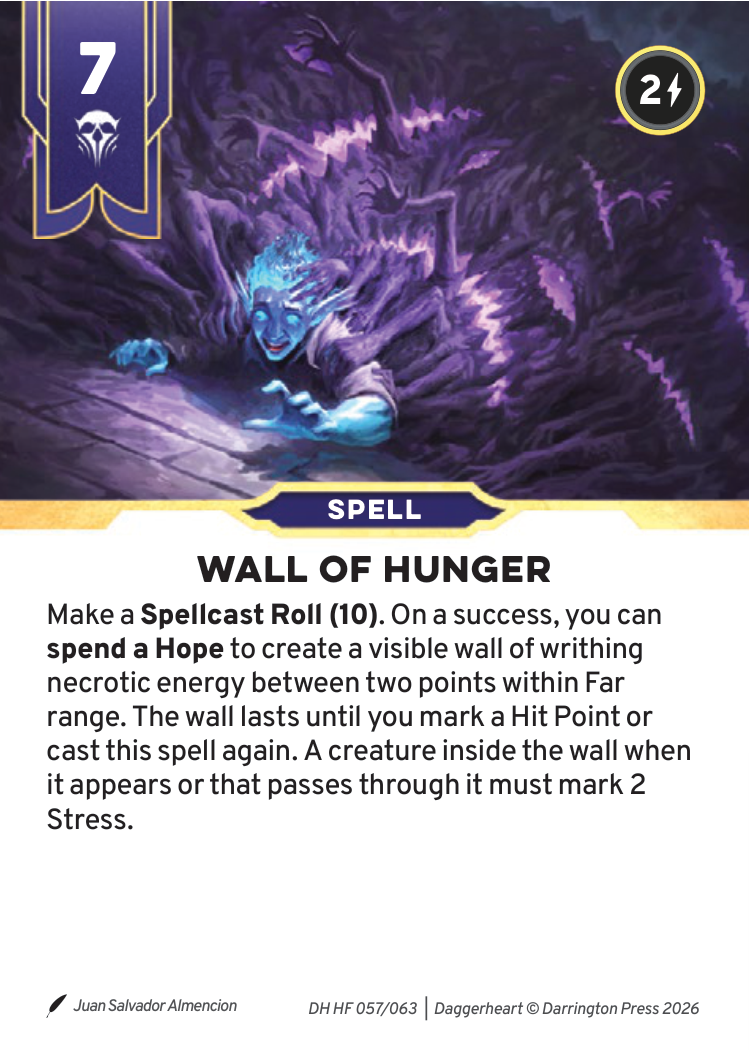 7
2
SPELL
WALL OF HUNGER
Make a Spellcast Roll (10). On a success, you can
spend a Hope to create a visible wall of writhing
necrotic energy between two points within Far
range. The wall lasts until you mark a Hit Point or
cast this spell again. A creature inside the wall when
it appears or that passes through it must mark 2
Stress.
Juan Salvador Almencion
DH HF 057/063 | Daggerheart © Darrington Press 2026